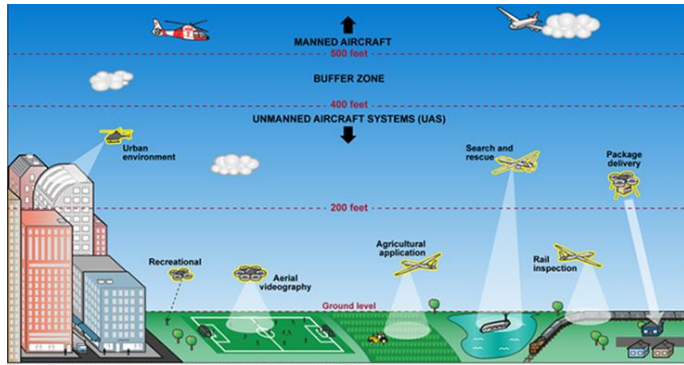 MANNED AIRCRAFT
500 feet
BUFFER ZONE
400 feet
UNMANNED AIRCRAFT SYSTEMS (UAS)
Urban
environment
Search and
rescue
Package
delivery
200 feet
Recreational
Aerial
videography
Agricultural
application
Rail
inspection
Ground level